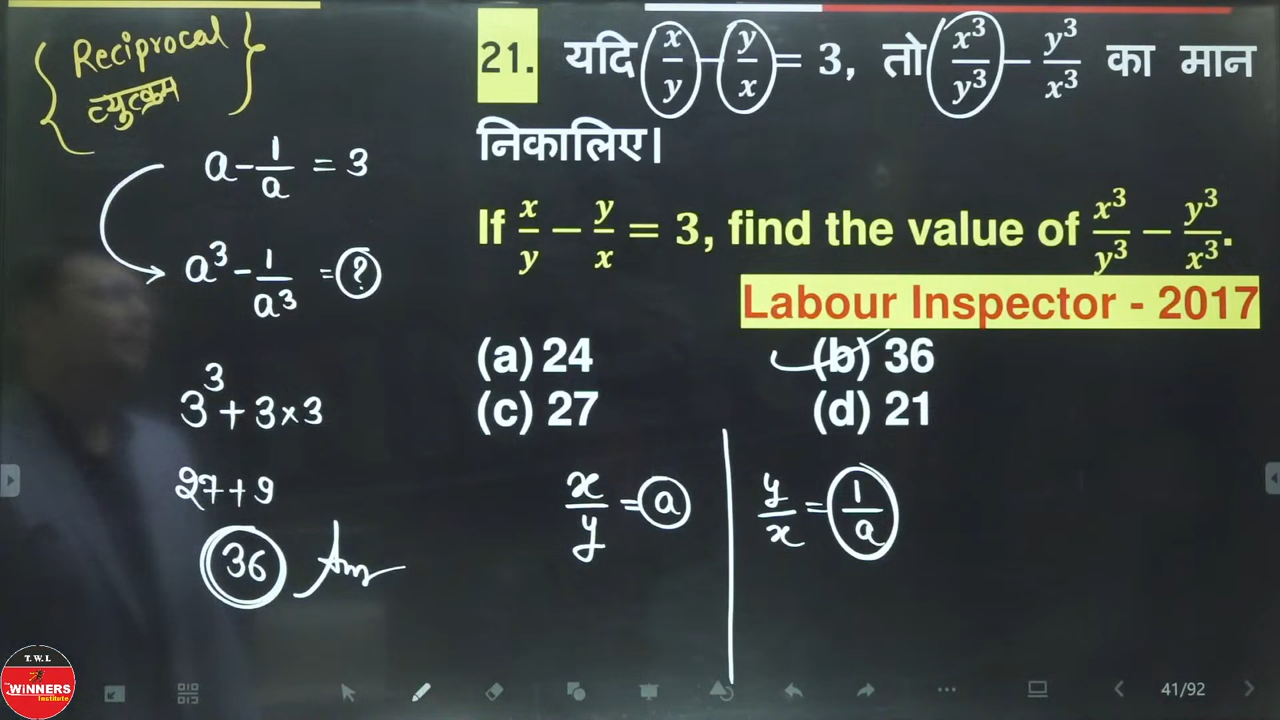 { Reciprocal
व्युत्क्रम }
a - 1/a = 3
a³ - 1/a³ = ?
3³ + 3×3
27+9
36 Ans
21. यदि x/y - y/x = 3, तो x³/y³ - y³/x³ का मान
निकालिए।
If x/y - y/x = 3, find the value of x³/y³ - y³/x³.
Labour Inspector - 2017
(a) 24 (b) 36
(c) 27 (d) 21
x/y = a | y/x = 1/a
T.W.I.
WINNERS
Institute
41/92